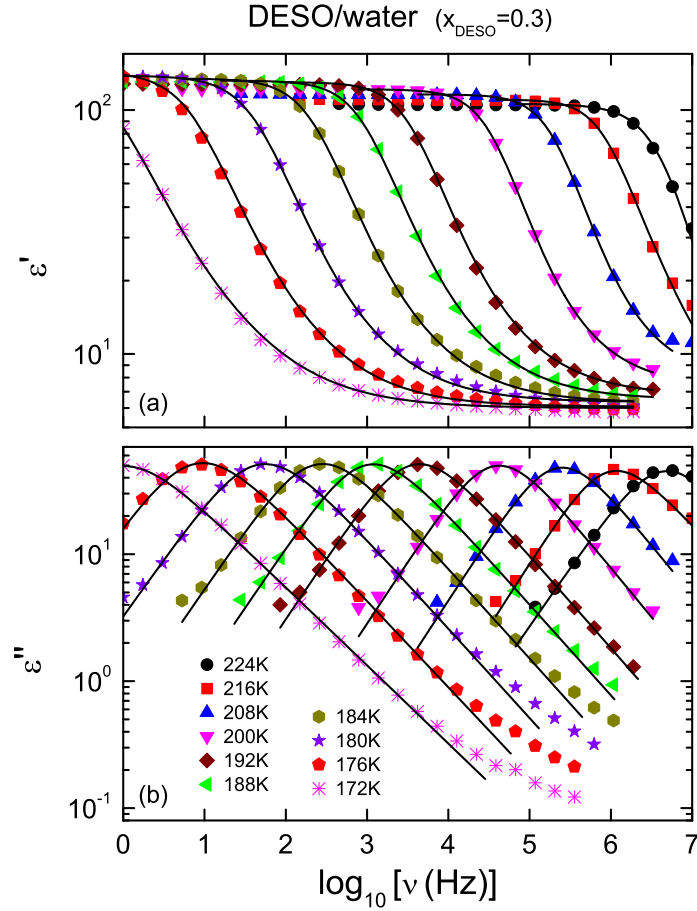 DESO/water (x_DESO=0.3)
10²
10¹
ε'
(a)
10¹
10⁰
10⁻¹
ε"
224K
216K
208K
200K
192K
188K
184K
180K
176K
172K
(b)
0 1 2 3 4 5 6 7
log₁₀ [ν (Hz)]